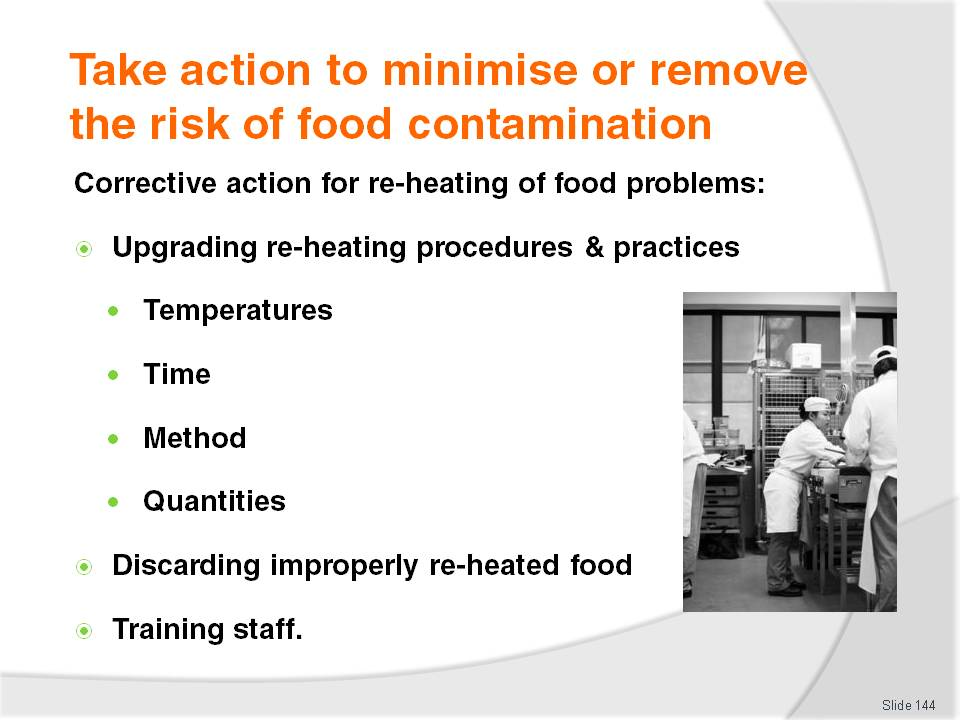 Take action to minimise or remove
the risk of food contamination
Corrective action for re-heating of food problems:
Upgrading re-heating procedures & practices
Temperatures
Time
Method
Quantities
Discarding improperly re-heated food
Training staff.
Slide 144